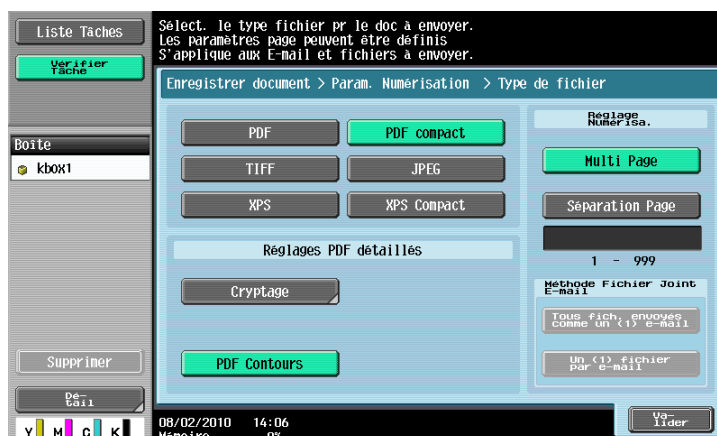 Liste Tâches
Vérifier
Tâche
Boîte
kbox1
Supprimer
Dé-
tail
Y M C K
Sélect. le type fichier pr le doc à envoyer.
Les paramètres page peuvent être définis
S'applique aux E-mail et fichiers à envoyer.
Enregistrer document > Param. Numérisation > Type de fichier
PDF
PDF compact
TIFF
JPEG
XPS
XPS Compact
Réglages PDF détaillés
Cryptage
PDF Contours
Réglage
Numérisa.
Multi Page
Séparation Page
1 - 999
Méthode Fichier Joint
E-mail
Tous fich. envoyés
comme un (1) e-mail
Un (1) fichier
par e-mail
08/02/2010 14:06
Mémoire 0%
Va-
lider